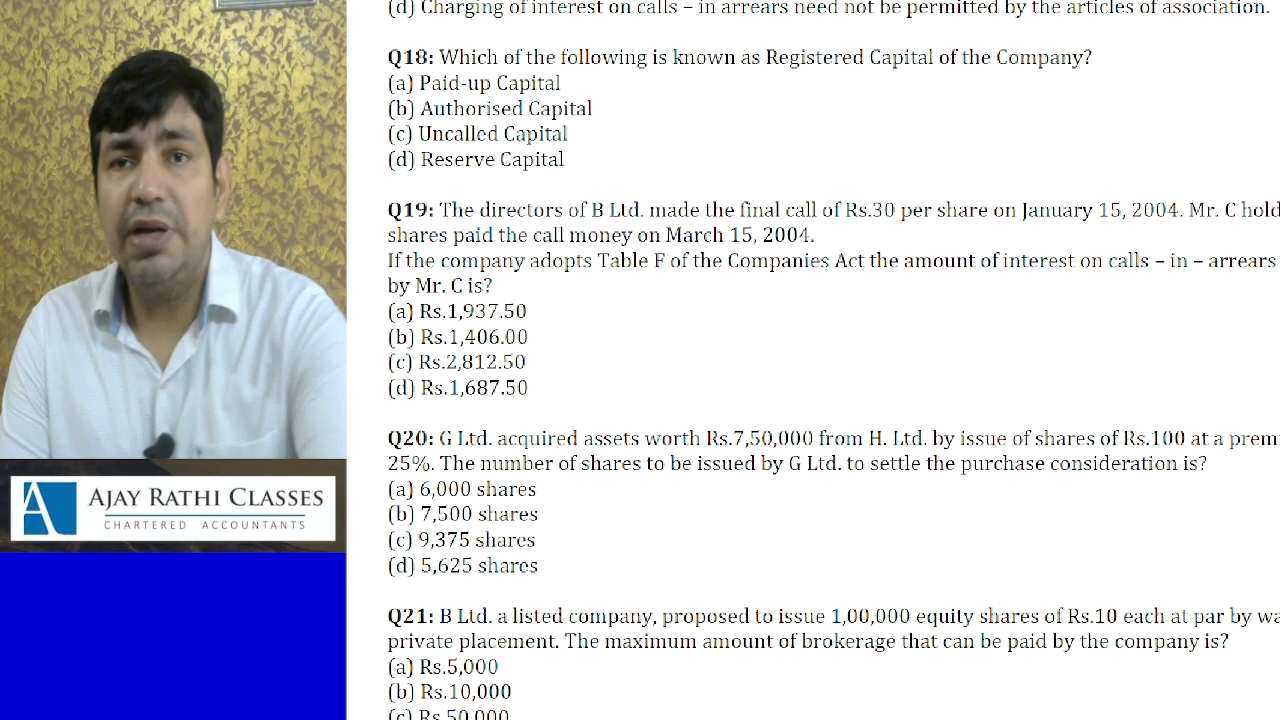 (d) Charging of interest on calls – in arrears need not be permitted by the articles of association.
Q18: Which of the following is known as Registered Capital of the Company?
(a) Paid-up Capital
(b) Authorised Capital
(c) Uncalled Capital
(d) Reserve Capital
Q19: The directors of B Ltd. made the final call of Rs.30 per share on January 15, 2004. Mr. C hold
shares paid the call money on March 15, 2004.
If the company adopts Table F of the Companies Act the amount of interest on calls – in – arrears
by Mr. C is?
(a) Rs.1,937.50
(b) Rs.1,406.00
(c) Rs.2,812.50
(d) Rs.1,687.50
Q20: G Ltd. acquired assets worth Rs.7,50,000 from H. Ltd. by issue of shares of Rs.100 at a premi
25%. The number of shares to be issued by G Ltd. to settle the purchase consideration is?
(a) 6,000 shares
(b) 7,500 shares
(c) 9,375 shares
(d) 5,625 shares
Q21: B Ltd. a listed company, proposed to issue 1,00,000 equity shares of Rs.10 each at par by wa
private placement. The maximum amount of brokerage that can be paid by the company is?
(a) Rs.5,000
(b) Rs.10,000
(c) Rs.50,000
AJAY RATHI CLASSES
CHARTERED ACCOUNTANTS